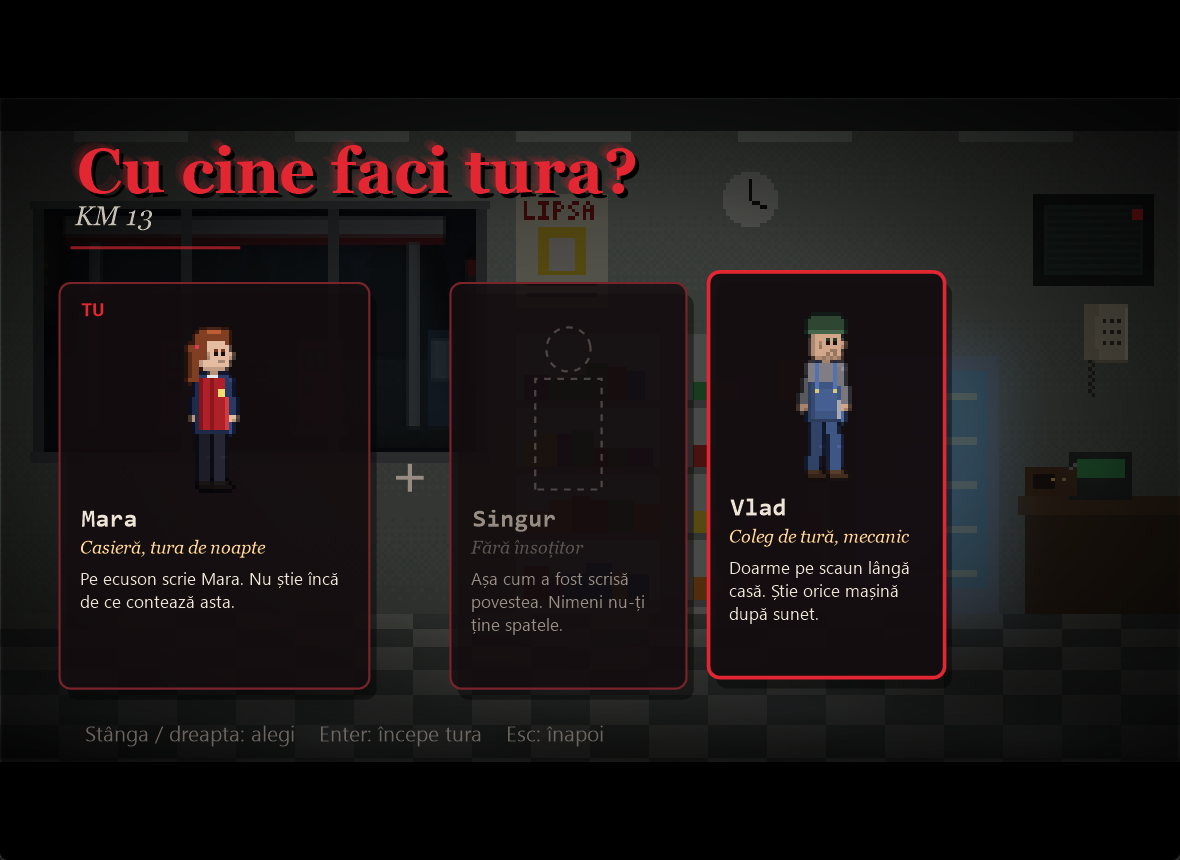 Cu cine faci tura?
KM 13
LIPSA
TU
Mara
Casieră, tura de noapte
Pe ecuson scrie Mara. Nu știe încă
de ce contează asta.
+
Singur
Fără însoțitor
Așa cum a fost scrisă
povestea. Nimeni nu-ți
ține spatele.
Vlad
Coleg de tură, mecanic
Doarme pe scaun lângă
casă. Știe orice mașină
după sunet.
Stânga / dreapta: alegi    Enter: începe tura    Esc: înapoi